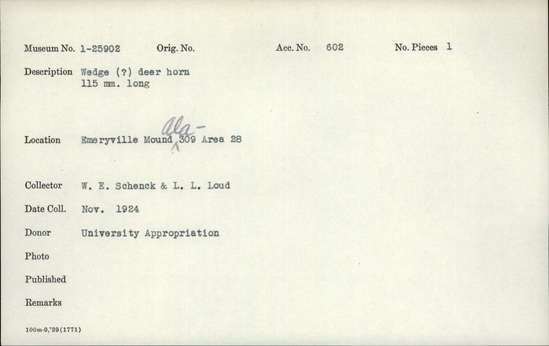 Museum No. 1-25902 Orig. No. Acc. No. 602 No. Pieces 1
Description Wedge (?) deer horn
115 mm. long
Location Emeryville Mound Ala- 309 Area 28
Collector W. E. Schenck & L. L. Loud
Date Coll. Nov. 1924
Donor University Appropriation
Photo
Published
Remarks
100m-9,'29(1771)